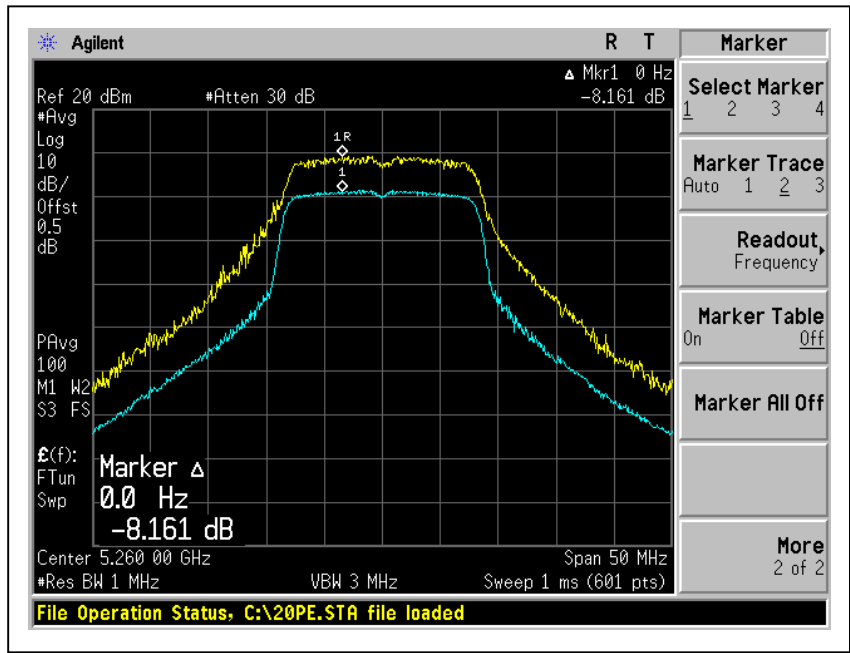 Agilent R T
Δ Mkr1 0 Hz
Ref 20 dBm #Atten 30 dB -8.161 dB
#Avg
Log
10
dB/
Offst
0.5
dB
1R
1
PAvg
100
M1 W2
S3 FS
£(f):
FTun
Swp
Marker Δ
0.0 Hz
-8.161 dB
Center 5.260 00 GHz Span 50 MHz
#Res BW 1 MHz VBW 3 MHz Sweep 1 ms (601 pts)
File Operation Status, C:\20PE.STA file loaded
Marker
Select Marker
1 2 3 4
Marker Trace
Auto 1 2 3
Readout
Frequency
Marker Table
On Off
Marker All Off
More
2 of 2